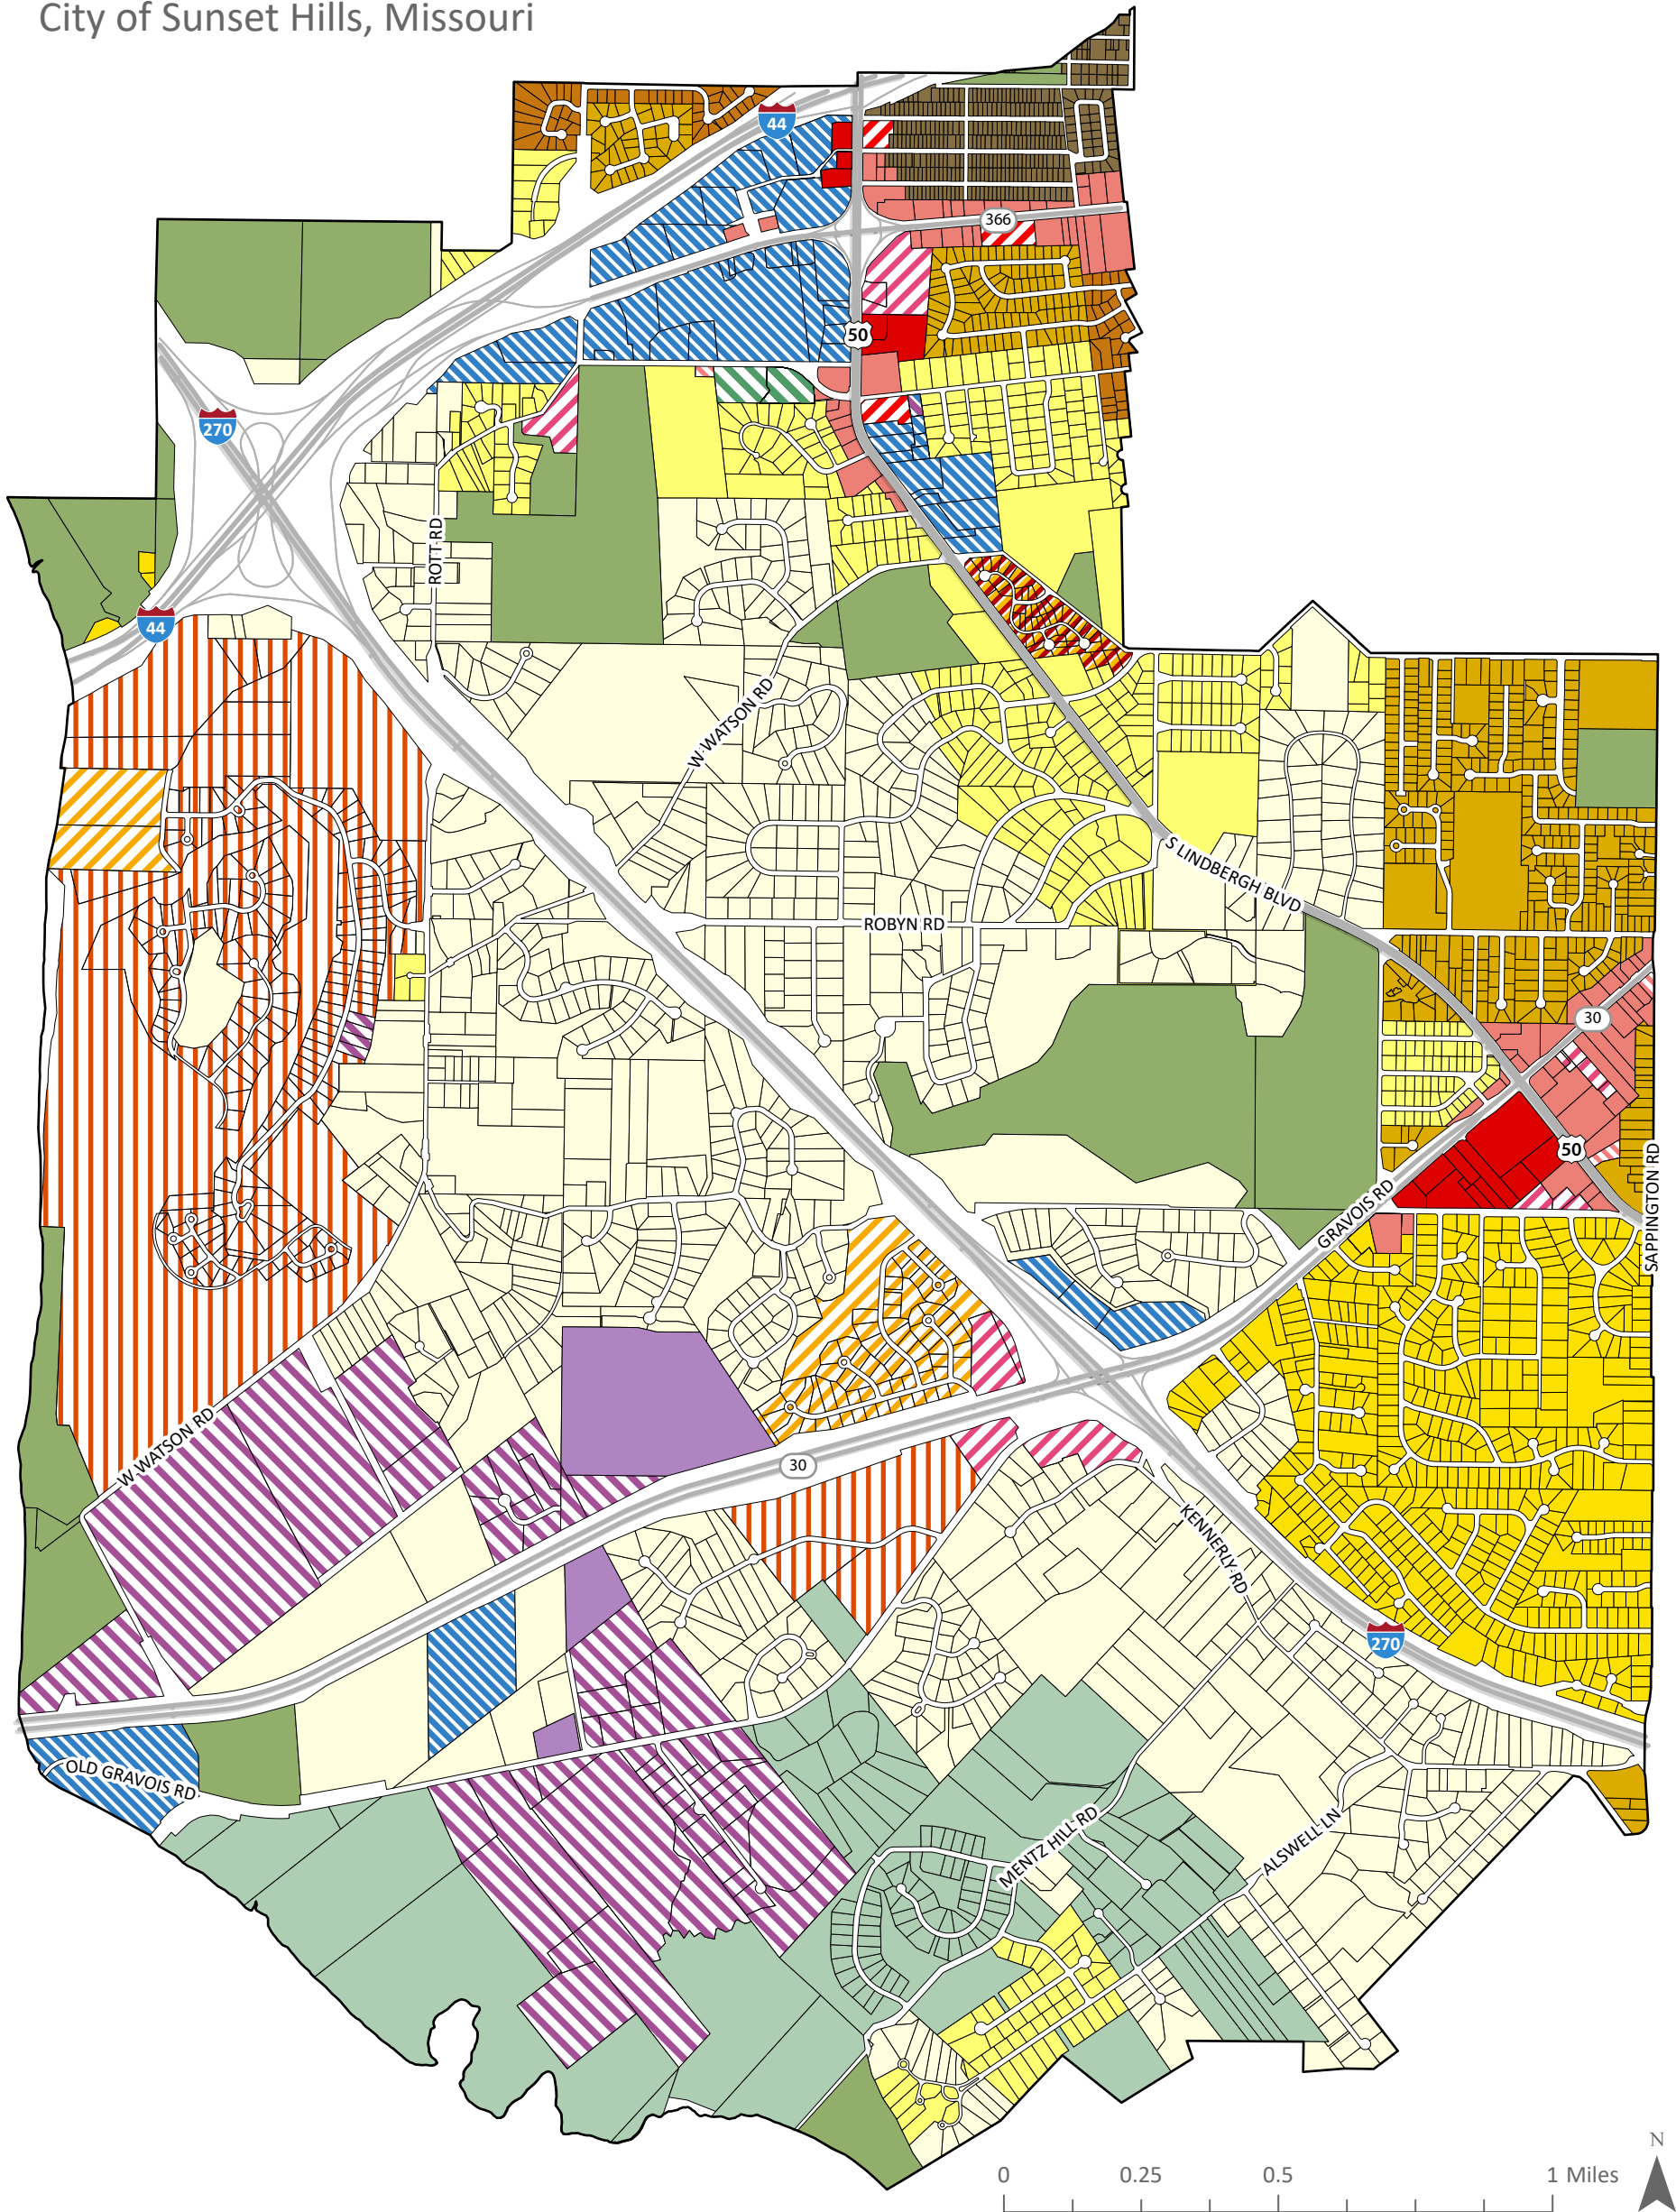 City of Sunset Hills, Missouri
44
366
50
270
ROTT RD
44
W WATSON RD
S LINDBERGH BLVD
ROBYN RD
30
50
GRAVOIS RD
SAPPINGTON RD
W WATSON RD
30
KENNERLY RD
270
OLD GRAVOIS RD
MENTZ HILL RD
ALSWELL LN
N
0 0.25 0.5 1 Miles